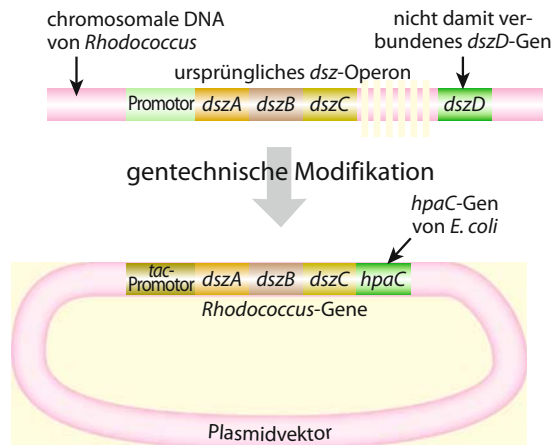 chromosomale DNA
von Rhodococcus
nicht damit ver-
bundenes dszD-Gen
ursprüngliches dsz-Operon
Promotor dszA dszB dszC dszD
gentechnische Modifikation
hpaC-Gen
von E. coli
tac-
Promotor dszA dszB dszC hpaC
Rhodococcus-Gene
Plasmidvektor